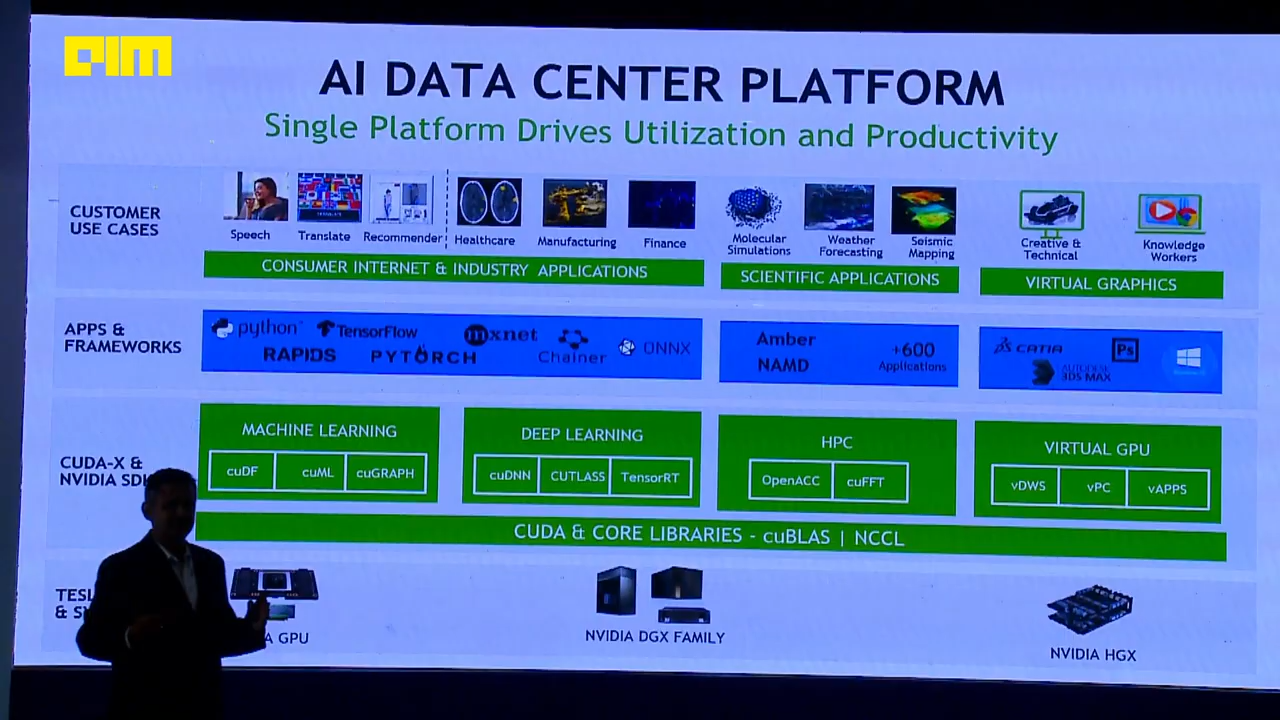 AIM
AI DATA CENTER PLATFORM
Single Platform Drives Utilization and Productivity
CUSTOMER
USE CASES
Speech
Translate
Recommender
Healthcare
Manufacturing
Finance
Molecular
Simulations
Weather
Forecasting
Seismic
Mapping
Creative &
Technical
Knowledge
Workers
CONSUMER INTERNET & INDUSTRY APPLICATIONS
SCIENTIFIC APPLICATIONS
VIRTUAL GRAPHICS
APPS &
FRAMEWORKS
python
TensorFlow
mxnet
RAPIDS
PYTORCH
Chainer
ONNX
Amber
NAMD
+600
Applications
CATIA
Ps
AUTODESK
3DS MAX
CUDA-X &
NVIDIA SD
MACHINE LEARNING
cuDF
cuML
cuGRAPH
DEEP LEARNING
cuDNN
CUTLASS
TensorRT
HPC
OpenACC
cuFFT
VIRTUAL GPU
vDWS
vPC
vAPPS
CUDA & CORE LIBRARIES - cuBLAS | NCCL
TESL
& S
A GPU
NVIDIA DGX FAMILY
NVIDIA HGX